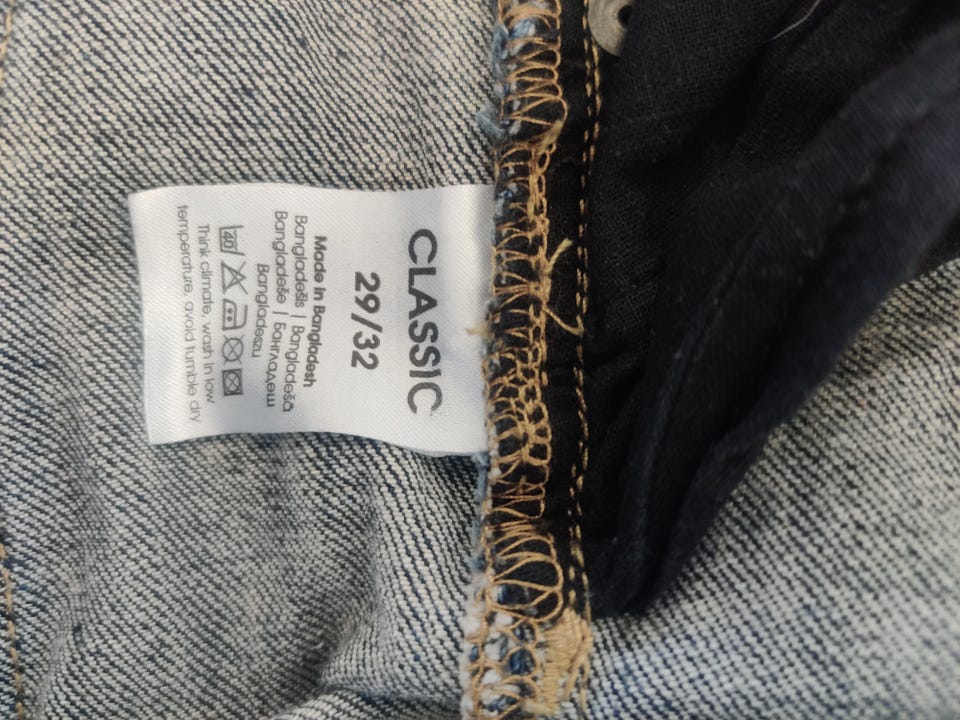 CLASSIC
29/32
Made in Bangladesh
Bangladešis | Bangladešā
Bangladeše | Бангладеш
Bangladeszu
40
Think climate, wash in low
temperature, avoid tumble dry